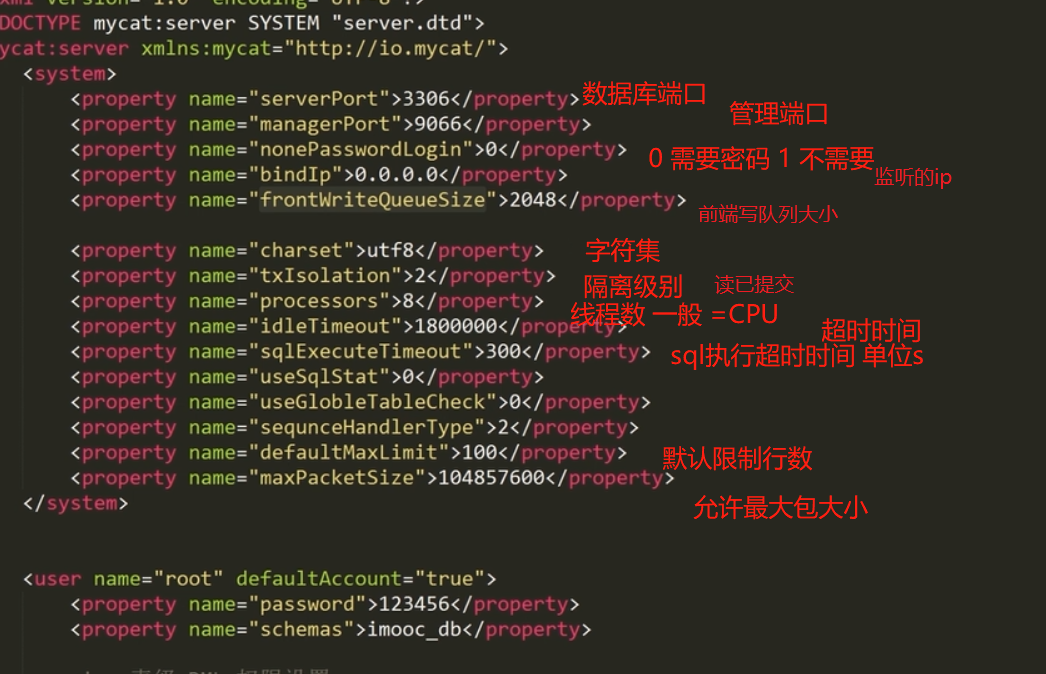 xml version="1.0" encoding="UTF-8"?>
DOCTYPE mycat:server SYSTEM "server.dtd">
ycat:server xmlns:mycat="http://io.mycat/">
<system>
<property name="serverPort">3306</property> 数据库端口
<property name="managerPort">9066</property> 管理端口
<property name="nonePasswordLogin">0</property> 0 需要密码 1 不需要
<property name="bindIp">0.0.0.0</property> 监听的ip
<property name="frontWriteQueueSize">2048</property> 前端写队列大小
<property name="charset">utf8</property> 字符集
<property name="txIsolation">2</property> 隔离级别 读已提交
<property name="processors">8</property> 线程数 一般 =CPU
<property name="idleTimeout">1800000</property> 超时时间
<property name="sqlExecuteTimeout">300</property> sql执行超时时间 单位s
<property name="useSqlStat">0</property>
<property name="useGlobleTableCheck">0</property>
<property name="sequnceHandlerType">2</property>
<property name="defaultMaxLimit">100</property> 默认限制行数
<property name="maxPacketSize">104857600</property>
</system> 允许最大包大小
<user name="root" defaultAccount="true">
<property name="password">123456</property>
<property name="schemas">imooc_db</property>